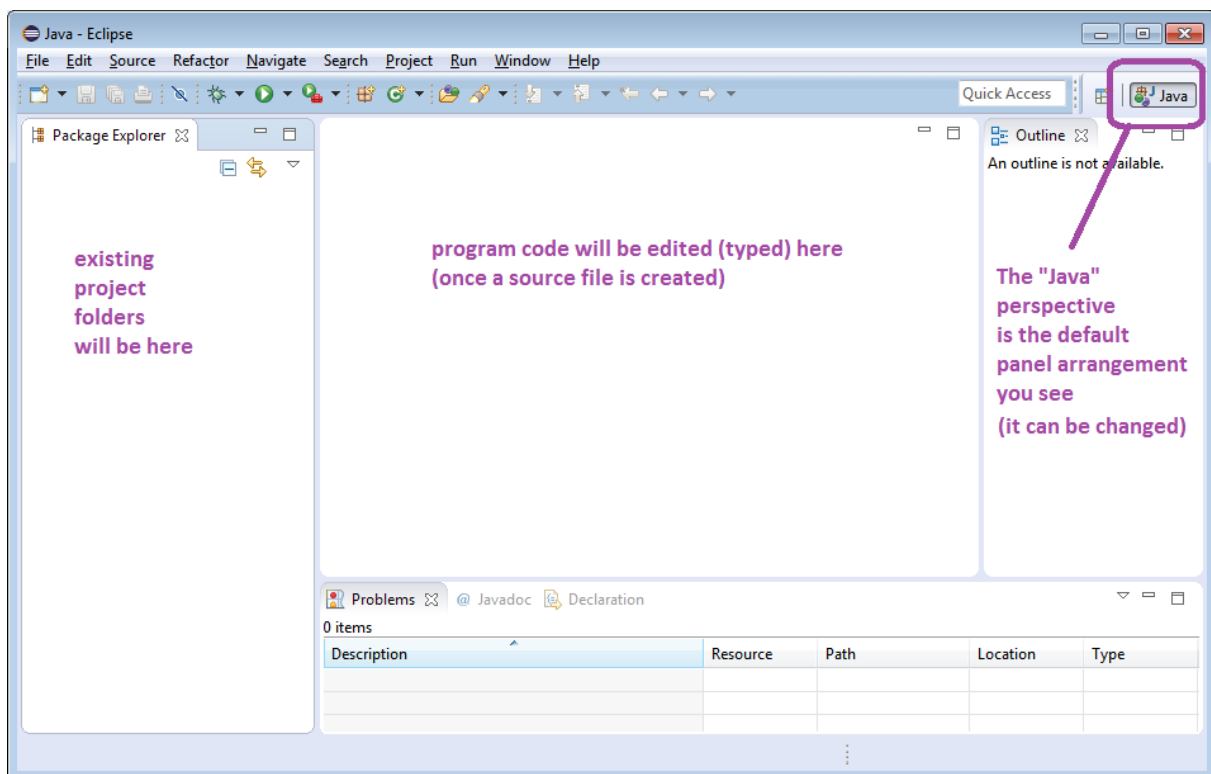 Java - Eclipse
File Edit Source Refactor Navigate Search Project Run Window Help
Quick Access
Java
Package Explorer
Outline
An outline is not available.
existing
project
folders
will be here
program code will be edited (typed) here
(once a source file is created)
The "Java"
perspective
is the default
panel arrangement
you see
(it can be changed)
Problems @ Javadoc Declaration
0 items
Description Resource Path Location Type